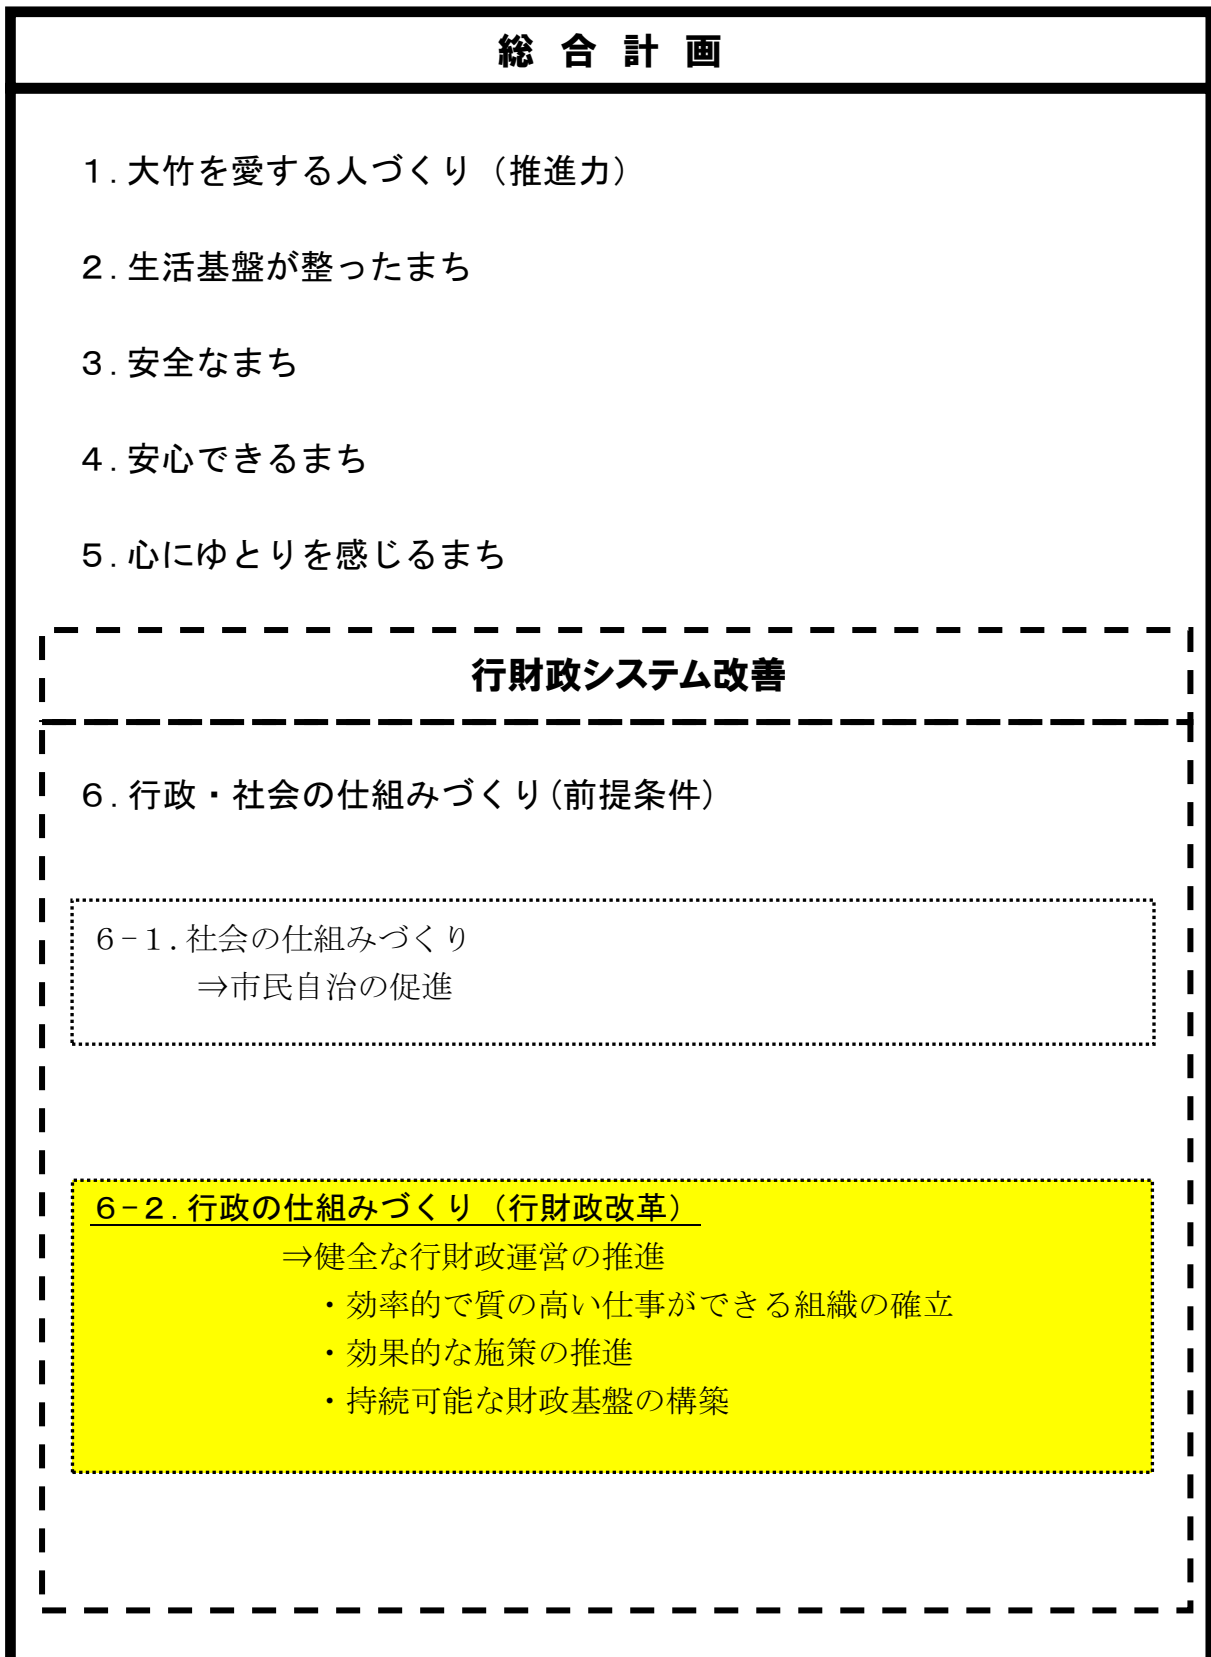 総合計画
１.大竹を愛する人づくり（推進力）
２.生活基盤が整ったまち
３.安全なまち
４.安心できるまち
５.心にゆとりを感じるまち
行財政システム改善
６.行政・社会の仕組みづくり(前提条件)
６-１.社会の仕組みづくり
⇒市民自治の促進
６-２.行政の仕組みづくり（行財政改革）
⇒健全な行財政運営の推進
・効率的で質の高い仕事ができる組織の確立
・効果的な施策の推進
・持続可能な財政基盤の構築